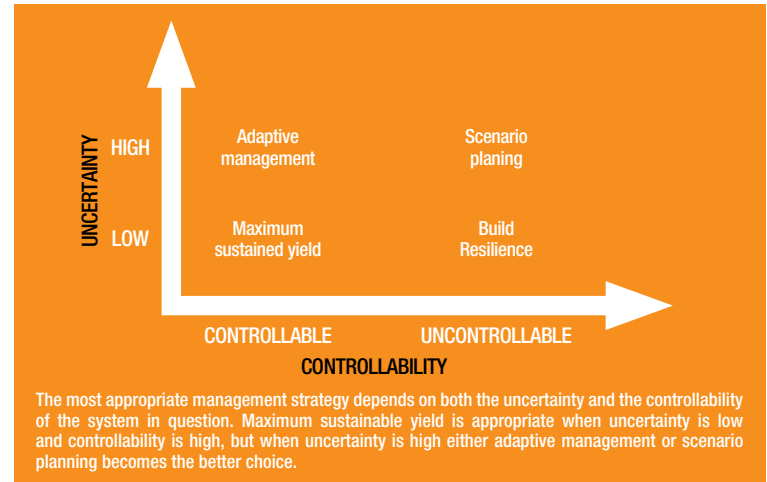 UNCERTAINTY
HIGH
Adaptive
management
Scenario
planing
LOW
Maximum
sustained yield
Build
Resilience
CONTROLLABLE
UNCONTROLLABLE
CONTROLLABILITY
The most appropriate management strategy depends on both the uncertainty and the controllability
of the system in question. Maximum sustainable yield is appropriate when uncertainty is low
and controllability is high, but when uncertainty is high either adaptive management or scenario
planning becomes the better choice.